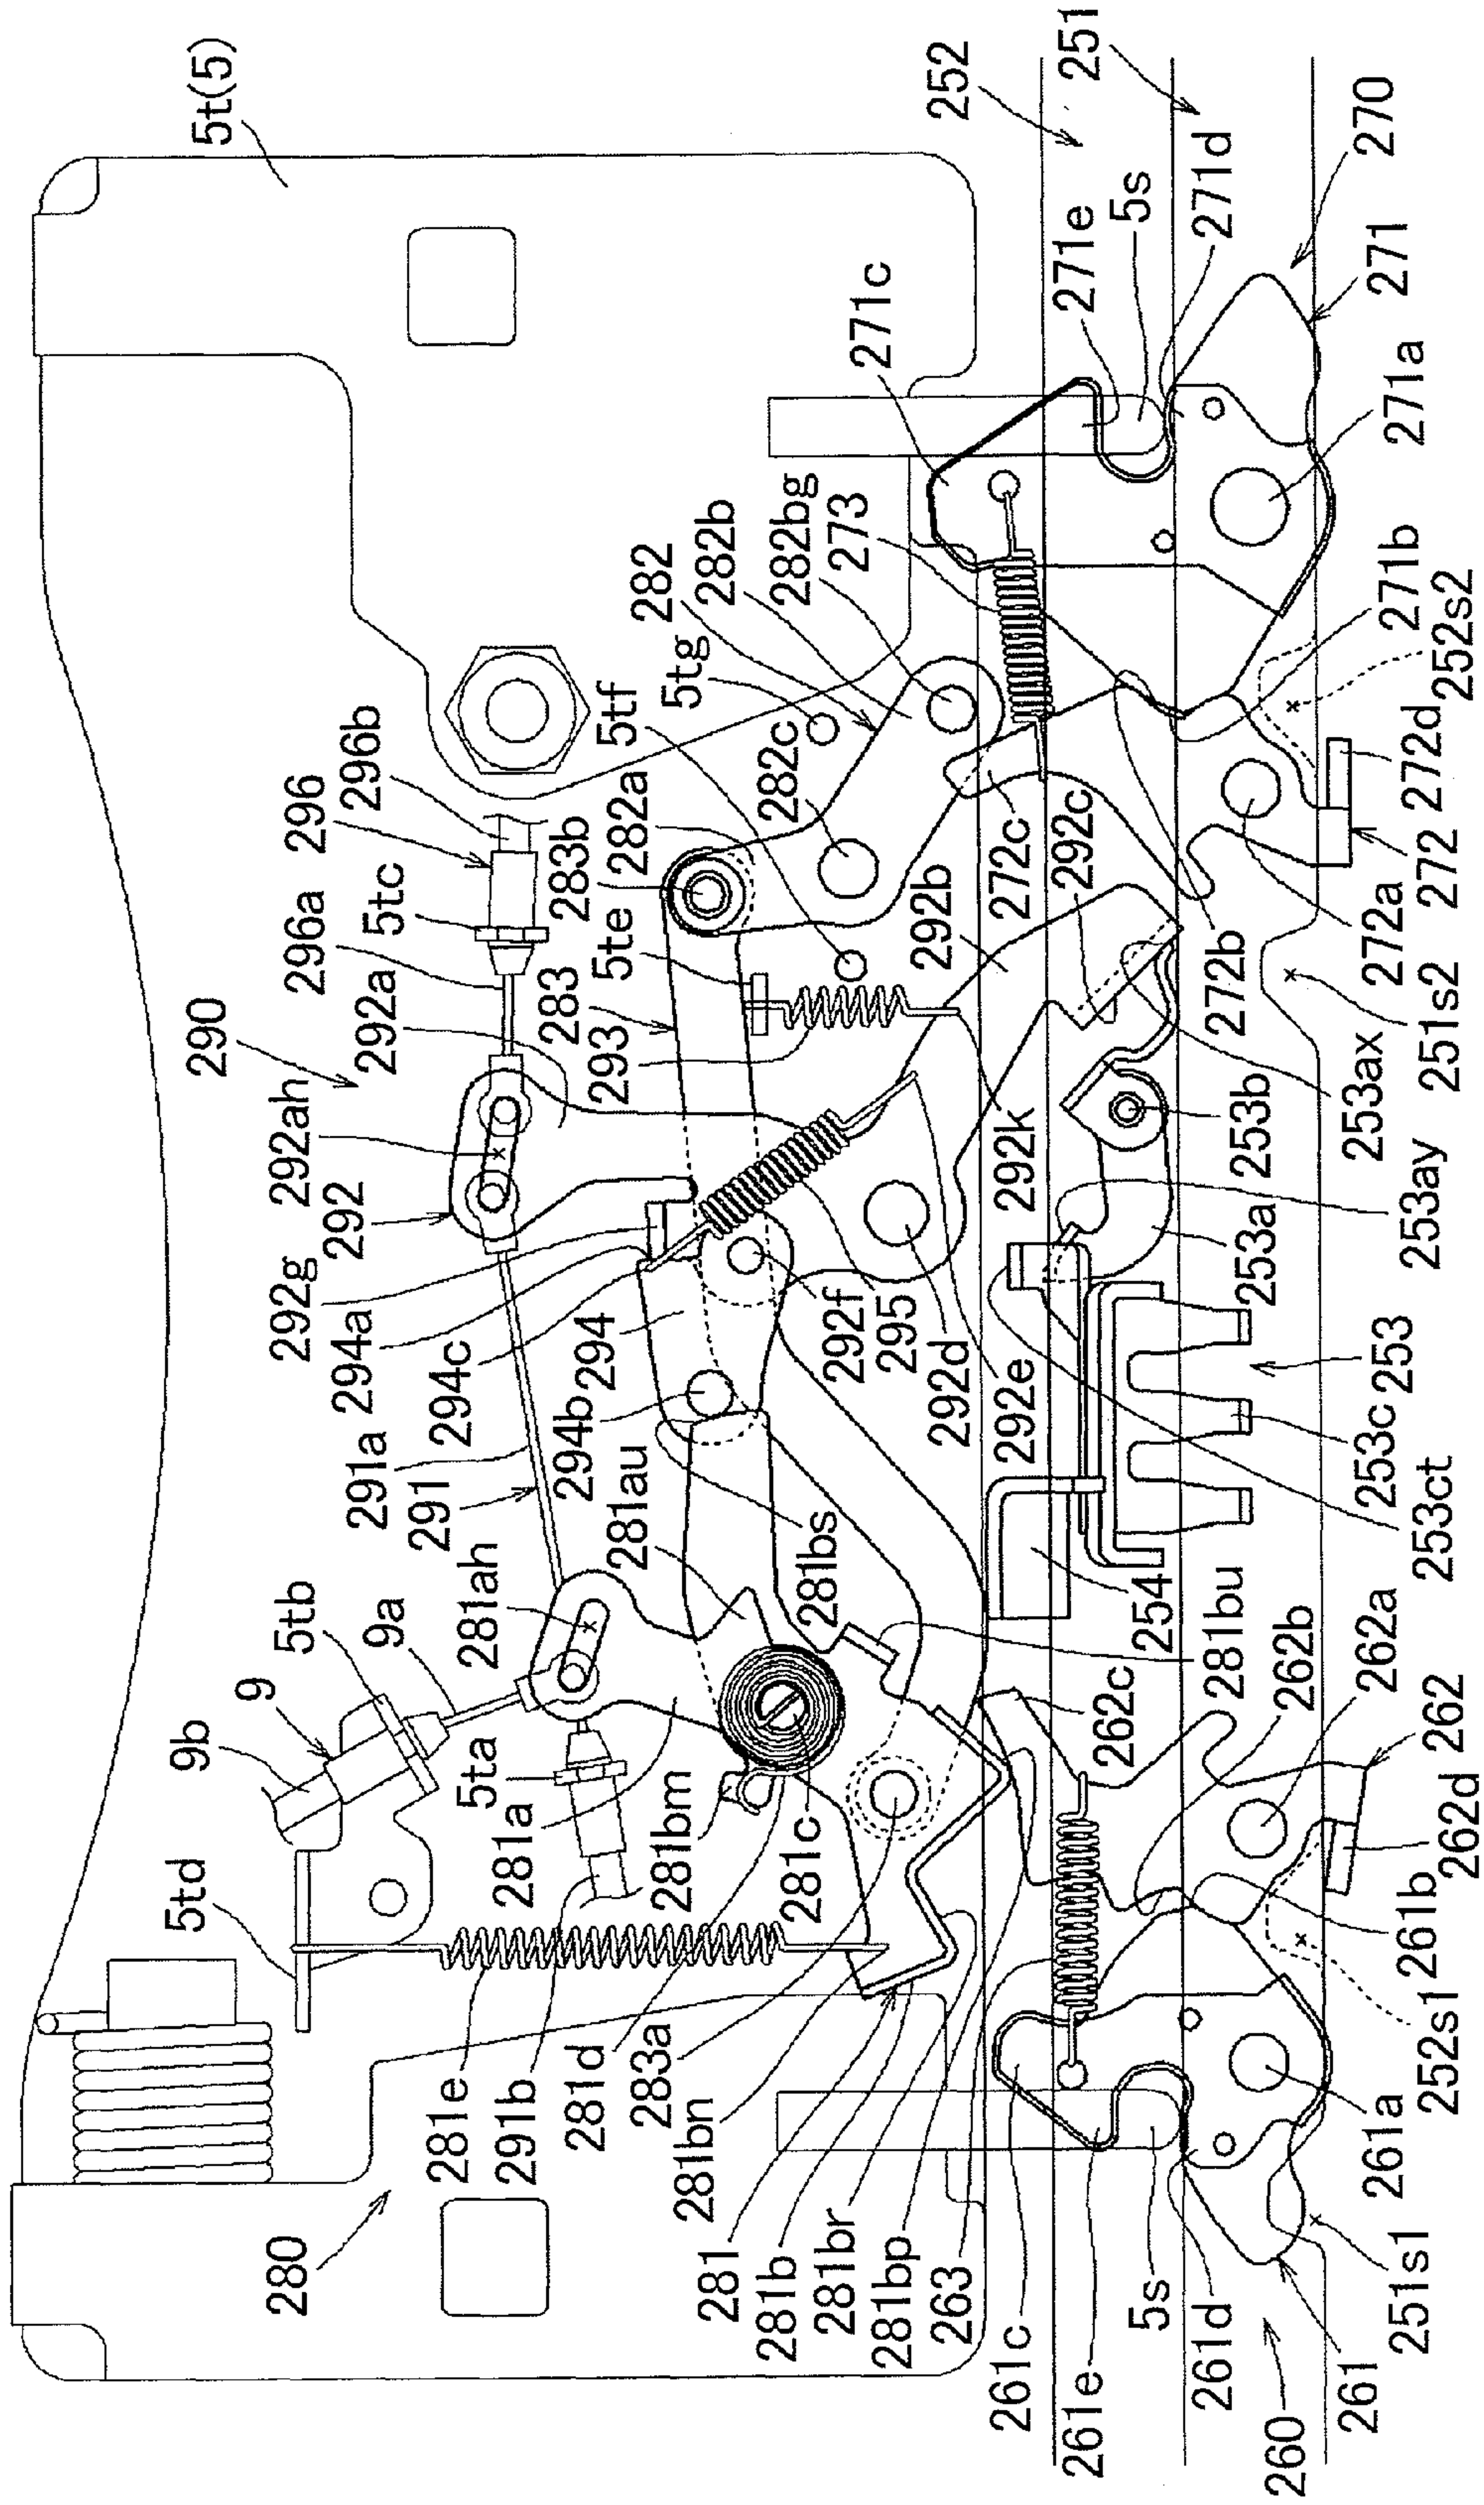 5t(5)
252
251
270
271d
5s
271e
271
271c
271a
273
282bg
282b
282
5tg
5tf
271b
252s2
272d
272
282c
282a
283b
296b
296
5tc
296a
292a
290
5te
283
293
292b
272c
292c
272a
272b
251s2
253ax
253b
253ay
253a
292k
292ah
292
292g
294a
294c
294
292f
295
292d
292e
253
253c
253ct
291a
291
294b
281au
281bs
254
281bu
262b
262a
262
262d
262c
281ah
9a
5tb
9
9b
5ta
281a
281bm
281c
5td
261b
252s1
261a
251s1
281e
291b
281d
283a
281bn
281
281b
281br
281bp
263
261c
261e
5s
261d
261
260
280